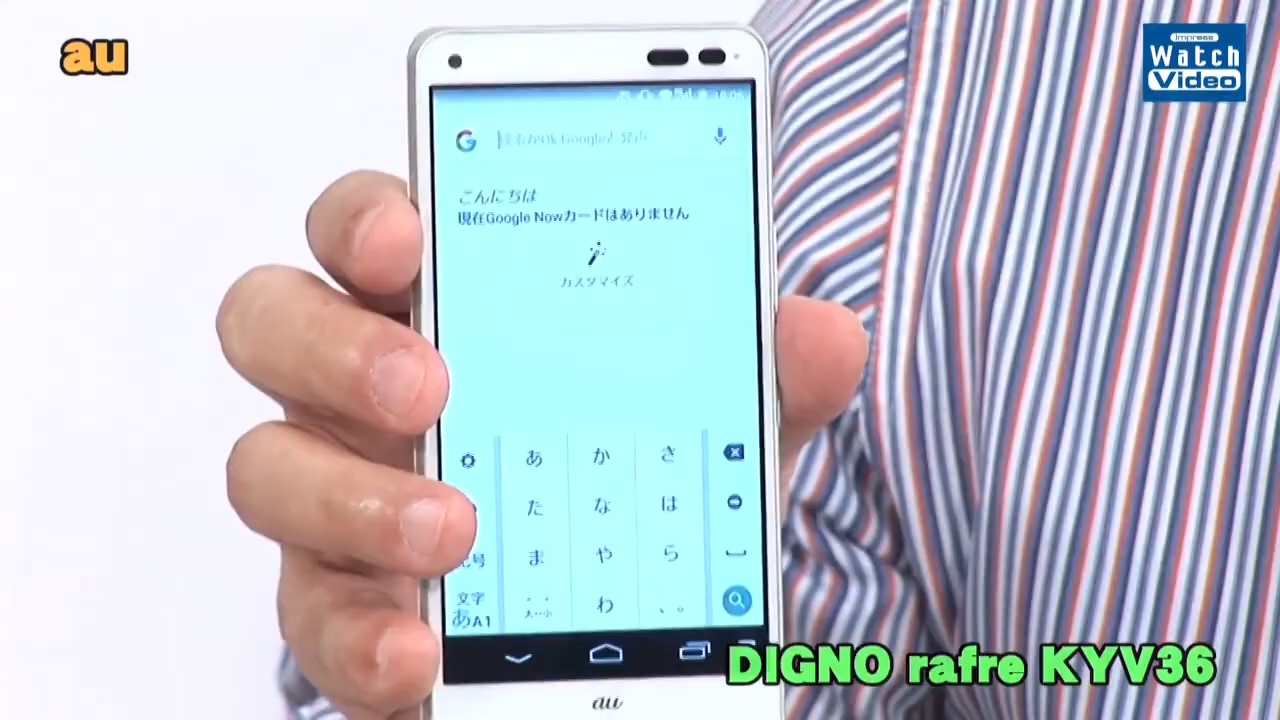 au
Impress
Watch
Video
こんにちは
現在Google Nowカードはありません
カスタマイズ
あ か さ
た な は
ま や ら
文字
あA1
わ
au
DIGNO rafre KYV36